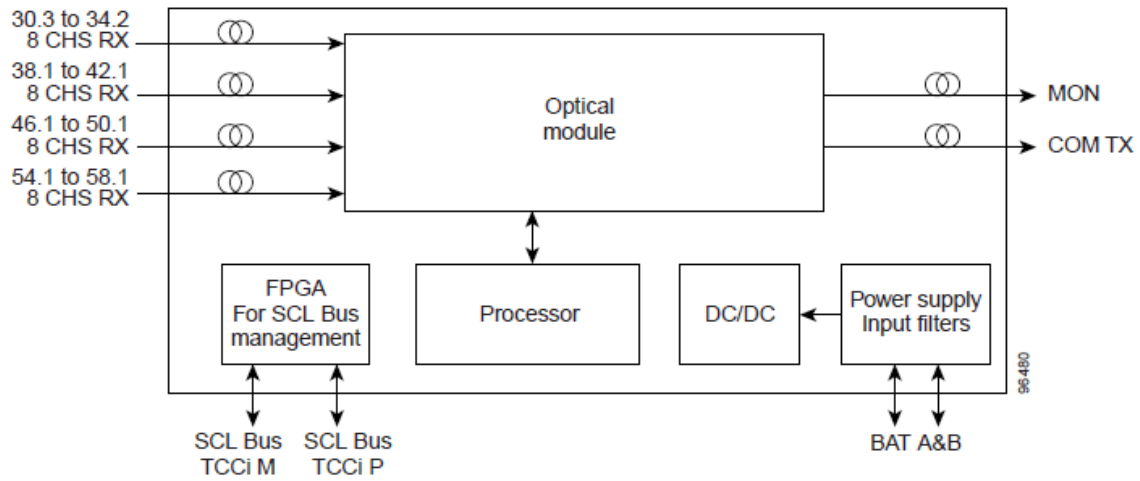 30.3 to 34.2
8 CHS RX
38.1 to 42.1
8 CHS RX
46.1 to 50.1
8 CHS RX
54.1 to 58.1
8 CHS RX
Optical
module
MON
COM TX
FPGA
For SCL Bus
management
Processor
DC/DC
Power supply
Input filters
96480
SCL Bus
TCCi M
SCL Bus
TCCi P
BAT A&B